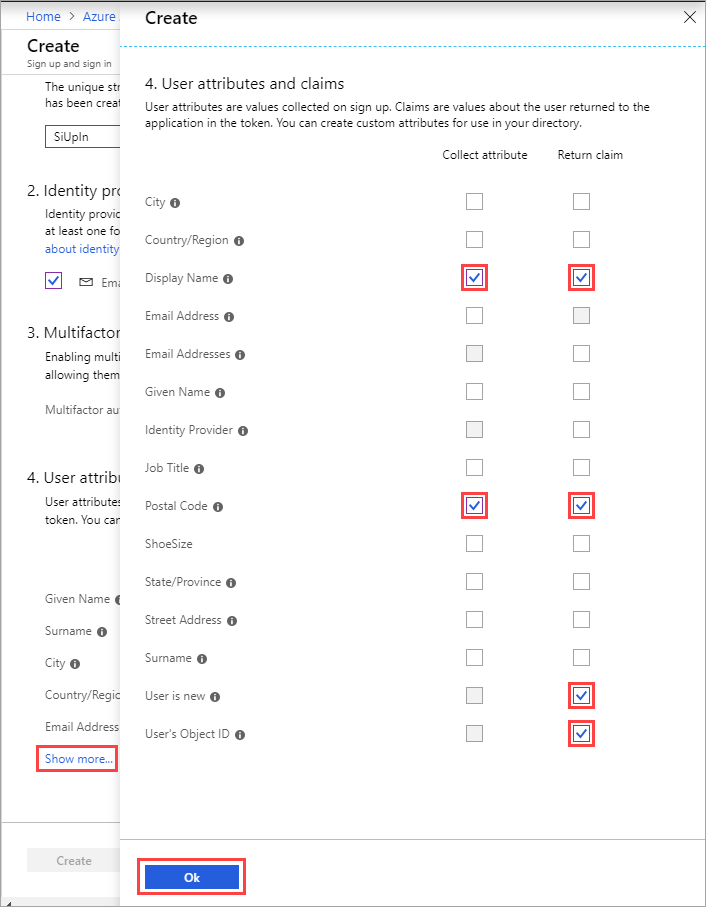 Home > Azure
Create
Sign up and sign in
The unique str
has been creat
SiUpIn
2. Identity pro
Identity provid
at least one fo
about identity
Ema
3. Multifactor
Enabling multi
allowing them
Multifactor au
4. User attribu
User attributes
token. You can
Given Name
Surname
City
Country/Regio
Email Address
Show more...
Create
Create
4. User attributes and claims
User attributes are values collected on sign up. Claims are values about the user returned to the
application in the token. You can create custom attributes for use in your directory.
Collect attribute Return claim
City
Country/Region
Display Name
Email Address
Email Addresses
Given Name
Identity Provider
Job Title
Postal Code
ShoeSize
State/Province
Street Address
Surname
User is new
User's Object ID
Ok